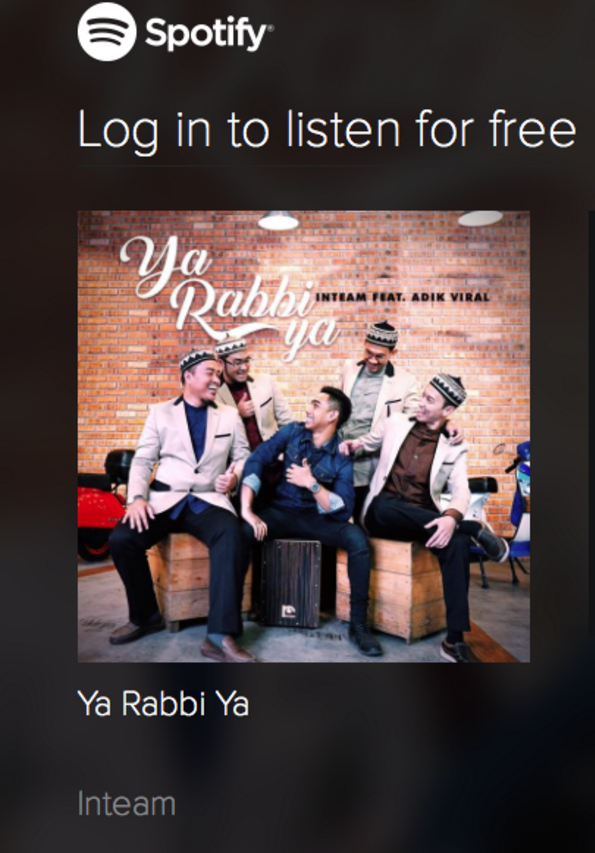 Spotify®
Log in to listen for free
Ya
Rabbi
ya
INTEAM FEAT. ADIK VIRAL
Ya Rabbi Ya
Inteam